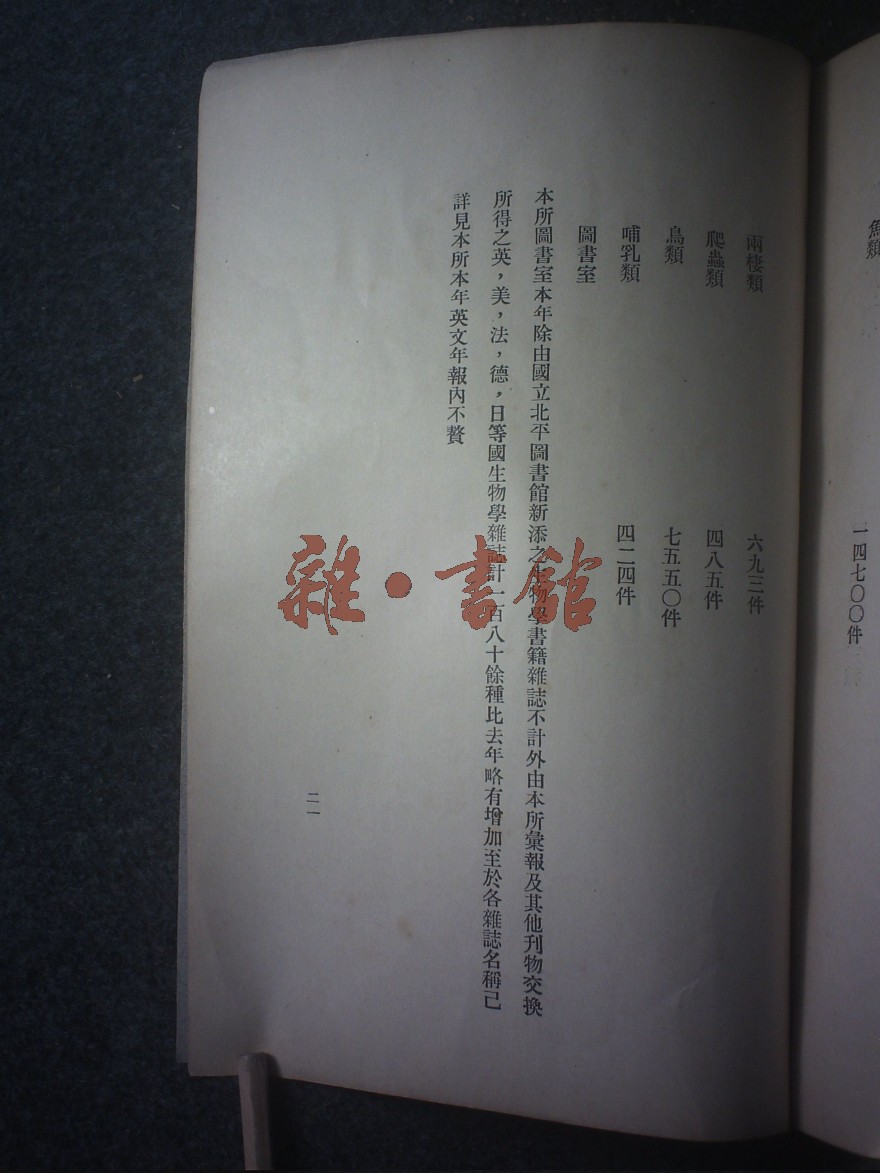 魚類 一四七〇〇件
兩棲類 六九三件
爬蟲類 四八五件
鳥類 七五五〇件
哺乳類 四二四件
圖書室
本所圖書室本年除由國立北平圖書館新添之生物學書籍雜誌不計外由本所彙報及其他刊物交換
所得之英，美，法，德，日等國生物學雜誌計一百八十餘種比去年略有增加至於各雜誌名稱已
詳見本所本年英文年報內不贅
二一
雜·書館